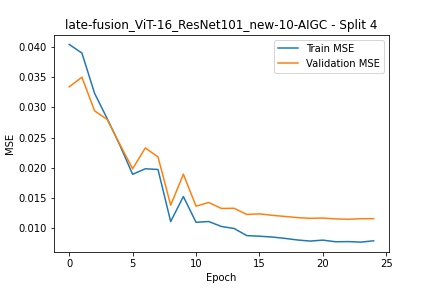 late-fusion_ViT-16_ResNet101_new-10-AIGC - Split 4
Train MSE
Validation MSE
MSE
0.040
0.035
0.030
0.025
0.020
0.015
0.010
0 5 10 15 20 25
Epoch